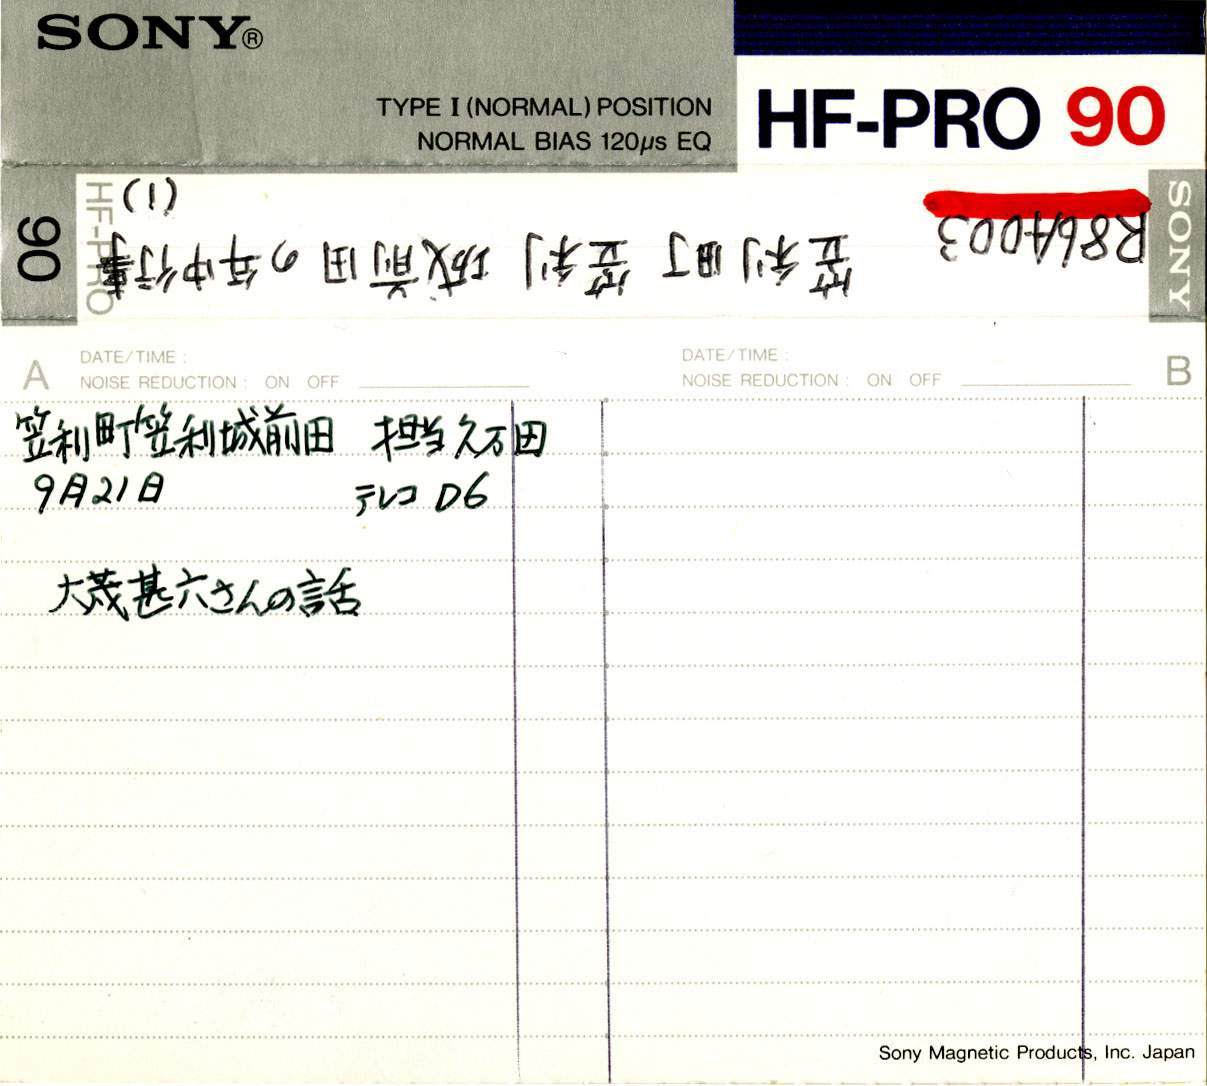 SONY®
TYPE I (NORMAL) POSITION
NORMAL BIAS 120μs EQ
HF-PRO 90
SONY
R86A003
笠利町 笠利 城前田の年中行事
(1)
HF-PRO
90
A DATE/TIME :
NOISE REDUCTION : ON OFF
DATE/TIME : B
NOISE REDUCTION : ON OFF
笠利町笠利城前田 担当久万田
9月21日 テレコ D6
大茂甚六さんの話
Sony Magnetic Products, Inc. Japan